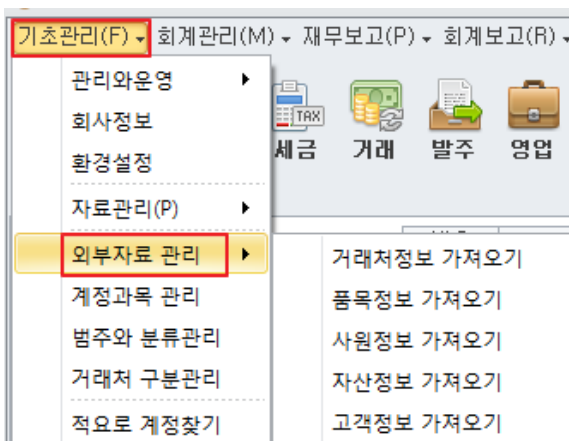 기초관리(F) 회계관리(M) 재무보고(P) 회계보고(R)
관리와운영
회사정보
환경설정
TAX
세금 거래 발주 영업
자료관리(P)
외부자료 관리
거래처정보 가져오기
계정과목 관리
품목정보 가져오기
범주와 분류관리
사원정보 가져오기
거래처 구분관리
자산정보 가져오기
적요로 계정찾기
고객정보 가져오기